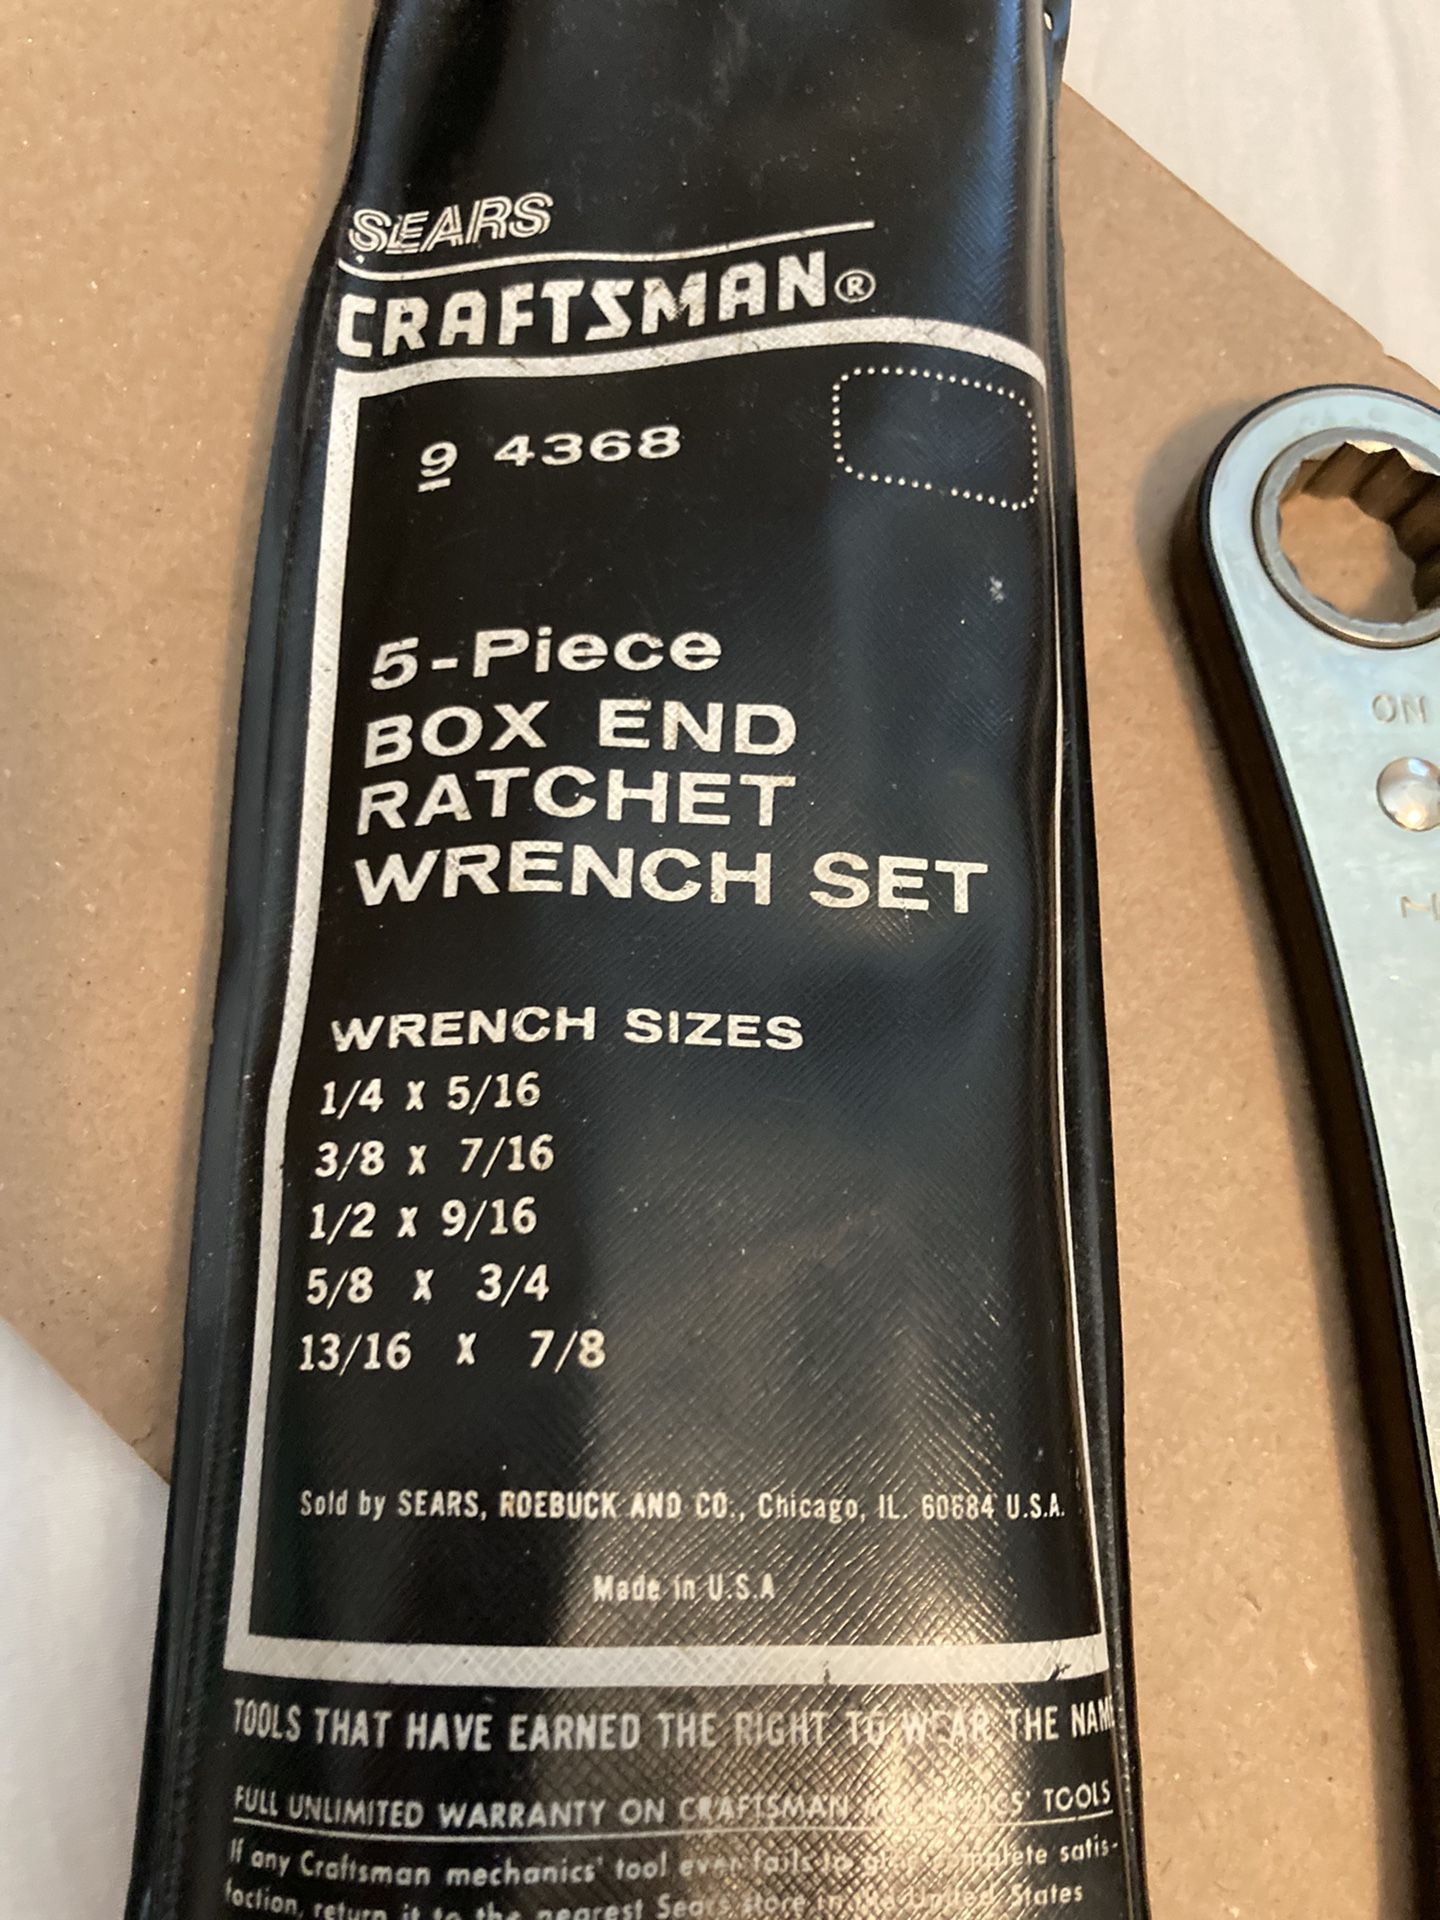 SEARS
CRAFTSMAN®
9 4368
5-Piece
BOX END
RATCHET
WRENCH SET
WRENCH SIZES
1/4 X 5/16
3/8 X 7/16
1/2 X 9/16
5/8 X 3/4
13/16 X 7/8
Sold by SEARS, ROEBUCK AND CO., Chicago, IL. 60684 U.S.A.
Made in U.S.A
TOOLS THAT HAVE EARNED THE RIGHT TO WEAR THE NAM
FULL UNLIMITED WARRANTY ON CRAFTSMAN MECHANICS' TOOLS
If any Craftsman mechanics' tool ever fails to give complete satis-
faction, return it to the nearest Sears store in the United States
ON